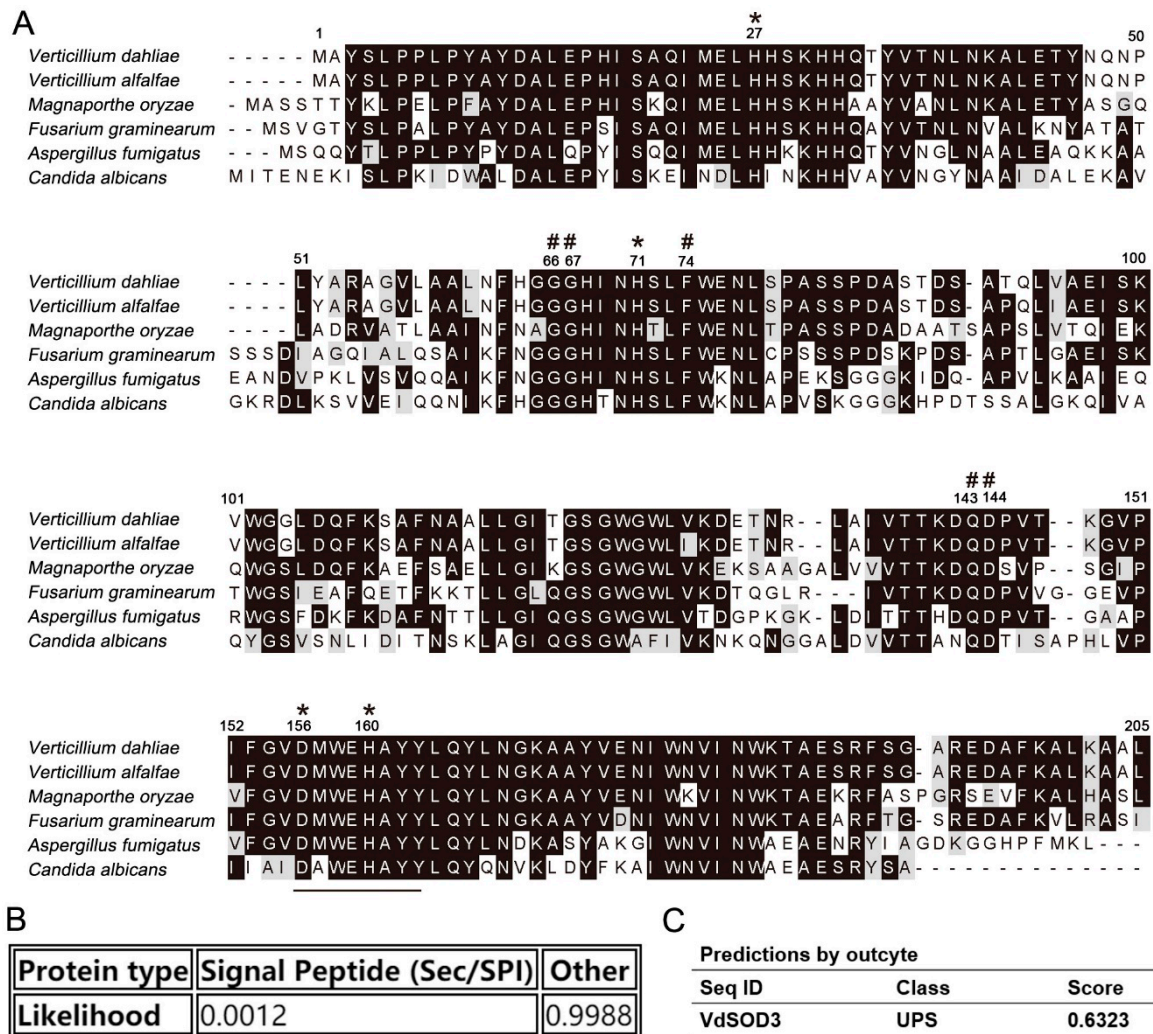 A
*
1 27 50
Verticillium dahliae -----MAYSLPPLPYAYDALEPHISAQIMELHHSKHHQTYVTNLNKALETYNQNP
Verticillium alfalfae -----MAYSLPPLPYAYDALEPHISAQIMELHHSKHHQTYVTNLNKALETYNQNP
Magnaporthe oryzae -MASSTTYKLPELPFAYDALEPHISKQIMELHHSKHHAAYVANLNKALETYASGQ
Fusarium graminearum --MSVGTYSLPALPYAYDALEPSISAQIMELHHSKHHQAYVTNLNVALKNYATAT
Aspergillus fumigatus ---MSQQYTLPPLPYPYDALQPYISQQIMELHHKKHHQTYVNGLNAALEAQKKAA
Candida albicans MITENEKISLPKIDWALDALEPYISKEINDLHINKHHVAYVNGYNAAIDALEKAV
# # * #
51 66 67 71 74 100
Verticillium dahliae ----LYARAGVLAALNFHGGGHINHSLFWENLSPASSPDASTDS-ATQLVAEISK
Verticillium alfalfae ----LYARAGVLAALNFHGGGHINHSLFWENLSPASSPDASTDS-APQLIAEISK
Magnaporthe oryzae ----LADRVATLAAINFNAGGHINHTLFWENLTPASSPDADAATSAPSLVTQIEK
Fusarium graminearum SSSDIAGQIALQSAIKFNGGGHINHSLFWENLCPSSSPDSKPDS-APTLGAEISK
Aspergillus fumigatus EANDVPKLVSVQQAIKFNGGGHINHSLFWKNLAPEKSGGGKIDQ-APVLKAAIEQ
Candida albicans GKRDLKSVVEIQQNIKFHGGGHTNHSLFWKNLAPVSKGGGKHPDTSSALGKQIVA
# #
101 143 144 151
Verticillium dahliae VWGGLDQFKSAFNAALLGITGSGWGWLVKDETNR--LAIVTTKDQDPVT--KGVP
Verticillium alfalfae VWGGLDQFKSAFNAALLGITGSGWGWLIKDETNR--LAIVTTKDQDPVT--KGVP
Magnaporthe oryzae QWGSLDQFKAEFSAELLGIKGSGWGWLVKEKSAAGALVVVTTKDQDSVP--SGIP
Fusarium graminearum TWGSIEAFQETFKKTLLGLQGSGWGWLVKDTQGLR---IVTTKDQDPVVG-GEVP
Aspergillus fumigatus RWGSFDKFKDAFNTTLLGIQGSGWGWLVTDGPKGK-LDITTTHDQDPVT--GAAP
Candida albicans QYGSVSNLIDITNSKLAGIQGSGWAFIVKNKQNGGALDVVTTANQDTISAPHLVP
* *
152 156 160 205
Verticillium dahliae IFGVDMWEHAYYLQYLNGKAAYVENIWNVINWKTAESRFSG-AREDAFKALKAAL
Verticillium alfalfae IFGVDMWEHAYYLQYLNGKAAYVENIWNVINWKTAESRFSG-AREDAFKALKAAL
Magnaporthe oryzae VFGVDMWEHAYYLQYLNGKAAYVENIWKVINWKTAEKRFASPGRSEVFKALHASL
Fusarium graminearum IFGVDMWEHAYYLQYLNGKAAYVDNIWNVINWKTAEARFTG-SREDAFKVLRASI
Aspergillus fumigatus VFGVDMWEHAYYLQYLNDKASYAKGIWNVINWAEAENRYIAGDKGGHPFMKL---
Candida albicans IIAIDAWEHAYYLQYQNVKLDYFKAIWNVINWAEAESRYSA--------------
B
Protein type Signal Peptide (Sec/SPI) Other
Likelihood 0.0012 0.9988
C
Predictions by outcyte
Seq ID Class Score
VdSOD3 UPS 0.6323